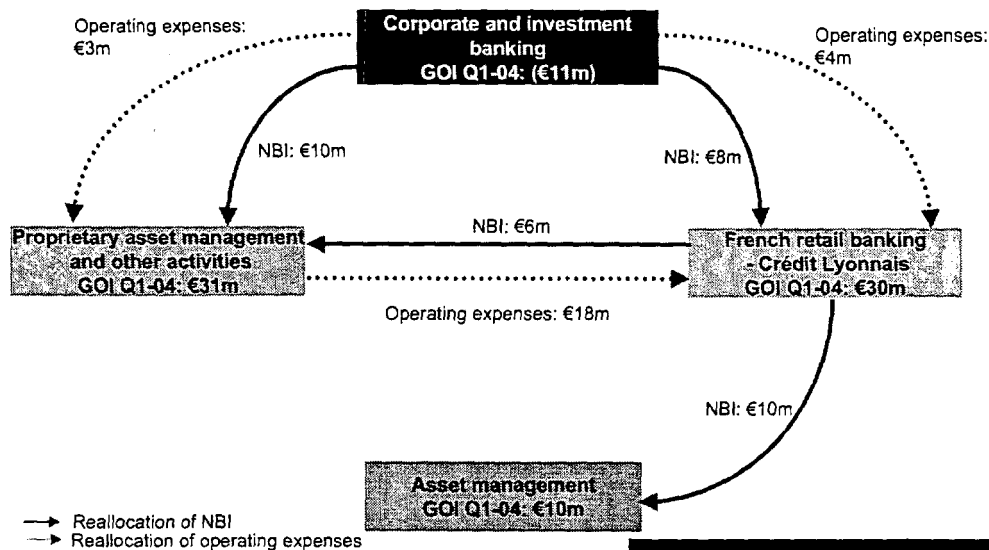 Operating expenses:
€3m
Corporate and investment
banking
GOI Q1-04: (€11m)
Operating expenses:
€4m
NBI: €10m
NBI: €8m
Proprietary asset management
and other activities
GOI Q1-04: €31m
NBI: €6m
French retail banking
- Crédit Lyonnais
GOI Q1-04: €30m
Operating expenses: €18m
NBI: €10m
Asset management
GOI Q1-04: €10m
Reallocation of NBI
Reallocation of operating expenses